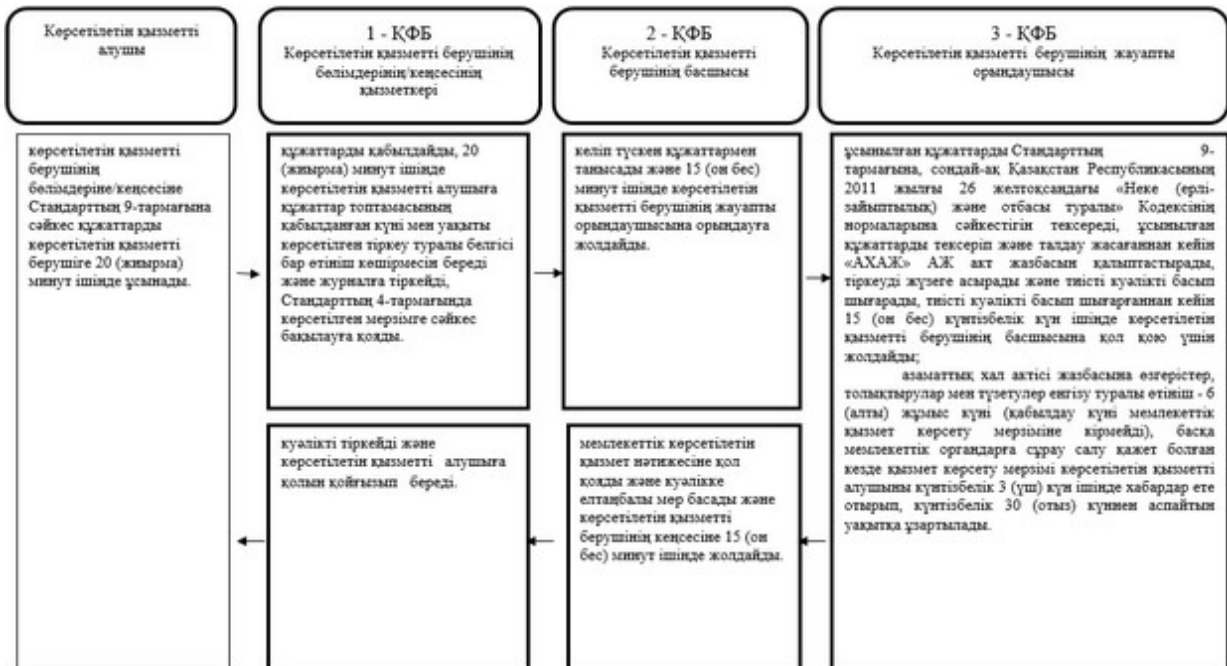 Көрсетілетін қызметті
алушы
1 - ҚФБ
Көрсетілетін қызметті берушінің
бөлімдерінің/кеңсесінің
қызметкері
2 - ҚФБ
Көрсетілетін қызметті
берушінің басшысы
3 - ҚФБ
Көрсетілетін қызметті берушінің жауапты
орындаушысы
көрсетілетін қызметті
берушінің
бөлімдеріне/кеңсесіне
Стандарттың 9-тармағына
сәйкес құжаттарды
көрсетілетін қызметті
берушіге 20 (жиырма)
минут ішінде ұсынады.
құжаттарды қабылдайды, 20
(жиырма) минут ішінде
көрсетілетін қызметті алушыға
құжаттар топтамасының
қабылданған күні мен уақыты
көрсетілген тіркеу туралы белгісі
бар өтініш көшірмесін береді
және журналға тіркейді,
Стандарттың 4-тармағында
көрсетілген мерзімге сәйкес
бақылауға қояды.
келіп түскен құжаттармен
танысады және 15 (он бес)
минут ішінде көрсетілетін
қызметті берушінің жауапты
орындаушысына орындауға
жолдайды.
ұсынылған құжаттарды Стандарттың 9-
тармағына, сондай-ақ Қазақстан Республикасының
2011 жылғы 26 желтоқсандағы «Неке (ерлі-
зайыптылық) және отбасы туралы» Кодексінің
нормаларына сәйкестігін тексереді, ұсынылған
құжаттарды тексеріп және талдау жасағаннан кейін
«АХАЖ» АЖ акт жазбасын қалыптастырады,
тіркеуді жүзеге асырады және тиісті куәлікті басып
шығарады, тиісті куәлікті басып шығарғаннан кейін
15 (он бес) күнтізбелік күн ішінде көрсетілетін
қызметті берушінің басшысына қол қою үшін
жолдайды;
азаматтық хал актісі жазбасына өзгерістер,
толықтырулар мен түзетулер енгізу туралы өтініш - 6
(алты) жұмыс күні (қабылдау күні мемлекеттік
қызмет көрсету мерзіміне кірмейді), басқа
мемлекеттік органдарға сұрау салу қажет болған
кезде қызмет көрсету мерзімі көрсетілетін қызметті
алушыны күнтізбелік 3 (үш) күн ішінде хабардар ете
отырып, күнтізбелік 30 (отыз) күннен аспайтын
уақытқа ұзартылады.
куәлікті тіркейді және
көрсетілетін қызметті алушыға
қолын қойғызып береді.
мемлекеттік көрсетілетін
қызмет нәтижесіне қол
қояды және куәлікке
елтаңбалы мөр басады және
көрсетілетін қызметті
берушінің кеңсесіне 15 (он
бес) минут ішінде жолдайды.